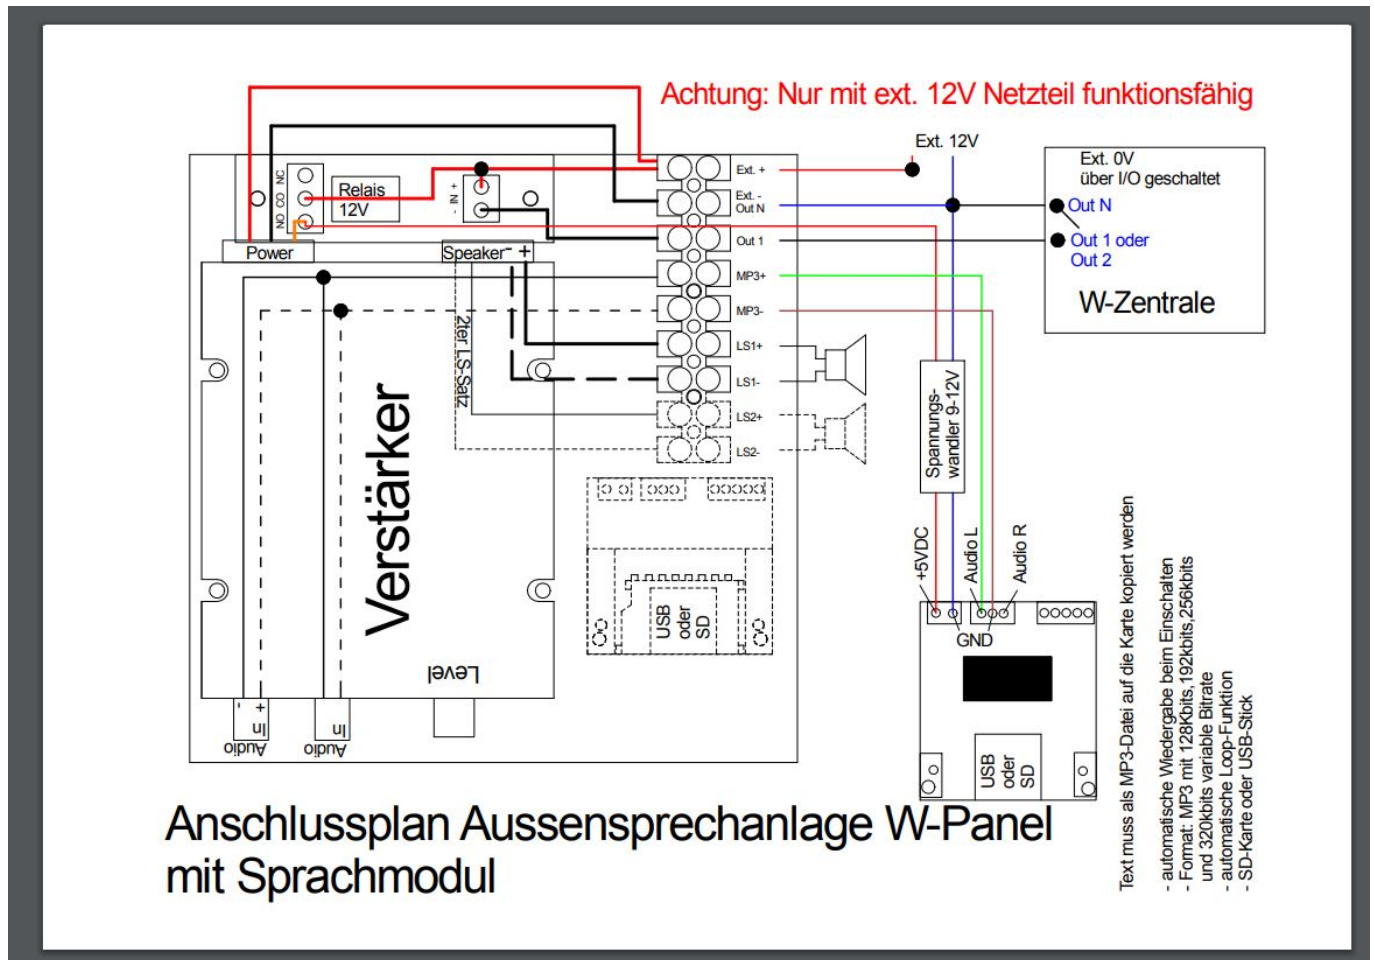 Achtung: Nur mit ext. 12V Netzteil funktionsfähig
Ext. 12V
Ext. 0V
über I/O geschaltet
Out N
Out 1 oder
Out 2
W-Zentrale
NC
CO
NO
Relais
12V
- IN +
Power
Speaker - +
Ext. +
Ext. -
Out N
Out 1
MP3+
MP3-
LS1+
LS1-
LS2+
LS2-
2ter LS-Satz
Verstärker
Level
- +
Audio
In
Audio
In
USB
oder
SD
Spannungs-
wandler 9-12V
+5VDC
Audio L
Audio R
GND
USB
oder
SD
Text muss als MP3-Datei auf die Karte kopiert werden
- automatische Wiedergabe beim Einschalten
- Format: MP3 mit 128Kbits,192kbits,256kbits
und 320kbits variable Bitrate
- automatische Loop-Funktion
- SD-Karte oder USB-Stick
Anschlussplan Aussensprechanlage W-Panel
mit Sprachmodul